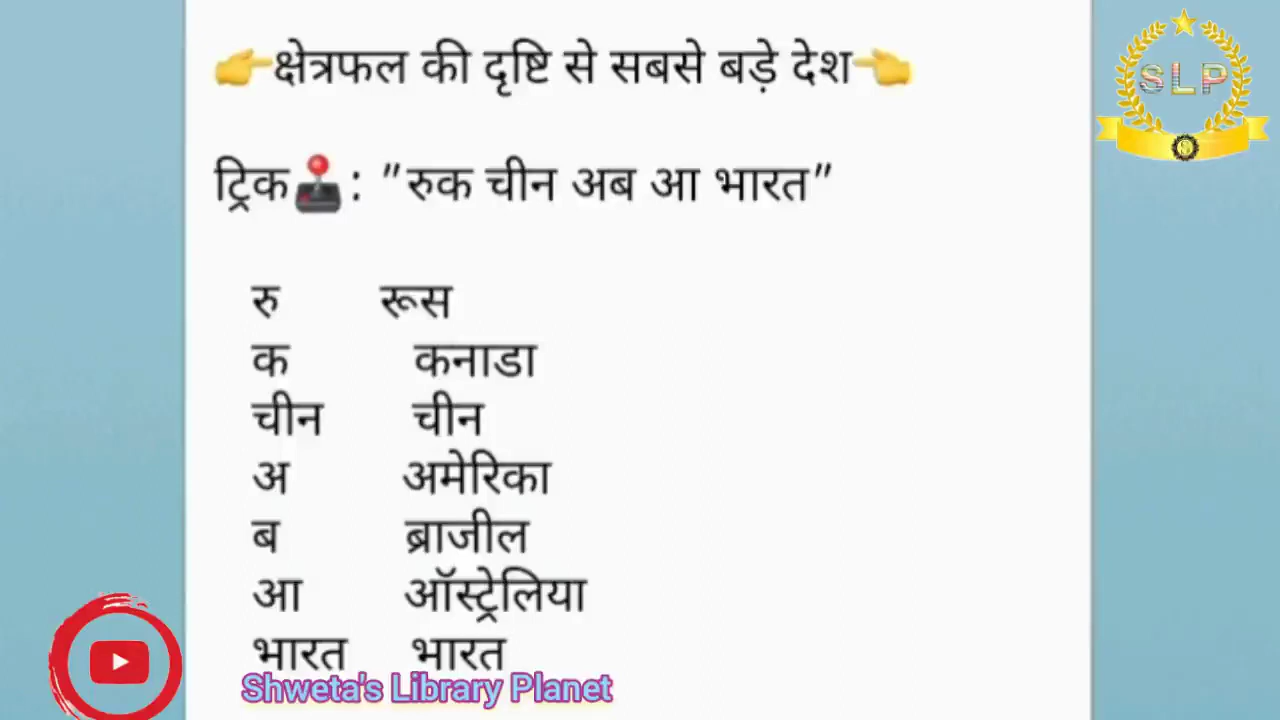 👉क्षेत्रफल की दृष्टि से सबसे बड़े देश👈
SLP
ट्रिक🕹️: "रुक चीन अब आ भारत"
रु रूस
क कनाडा
चीन चीन
अ अमेरिका
ब ब्राजील
आ ऑस्ट्रेलिया
भारत भारत
Shweta's Library Planet